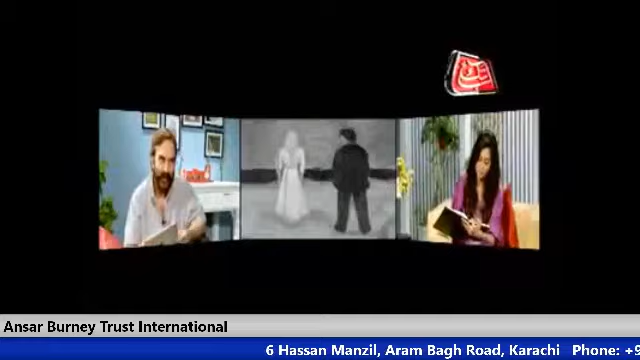 Ansar Burney Trust International
6 Hassan Manzil, Aram Bagh Road, Karachi Phone: +9